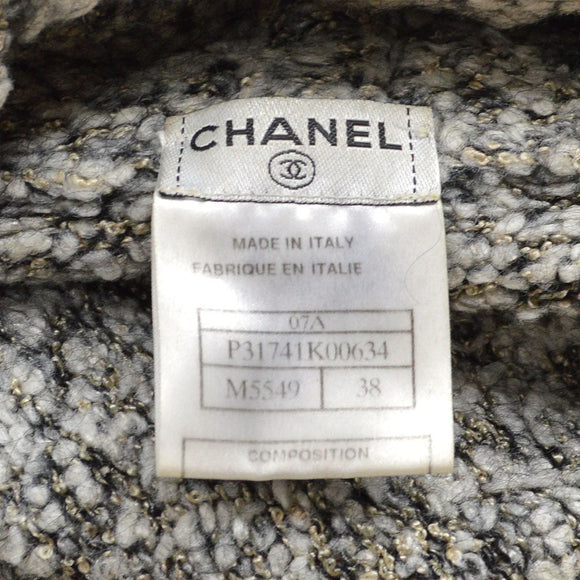 CHANEL
MADE IN ITALY
FABRIQUE EN ITALIE
07A
P31741K00634
M5549 38
COMPOSITION